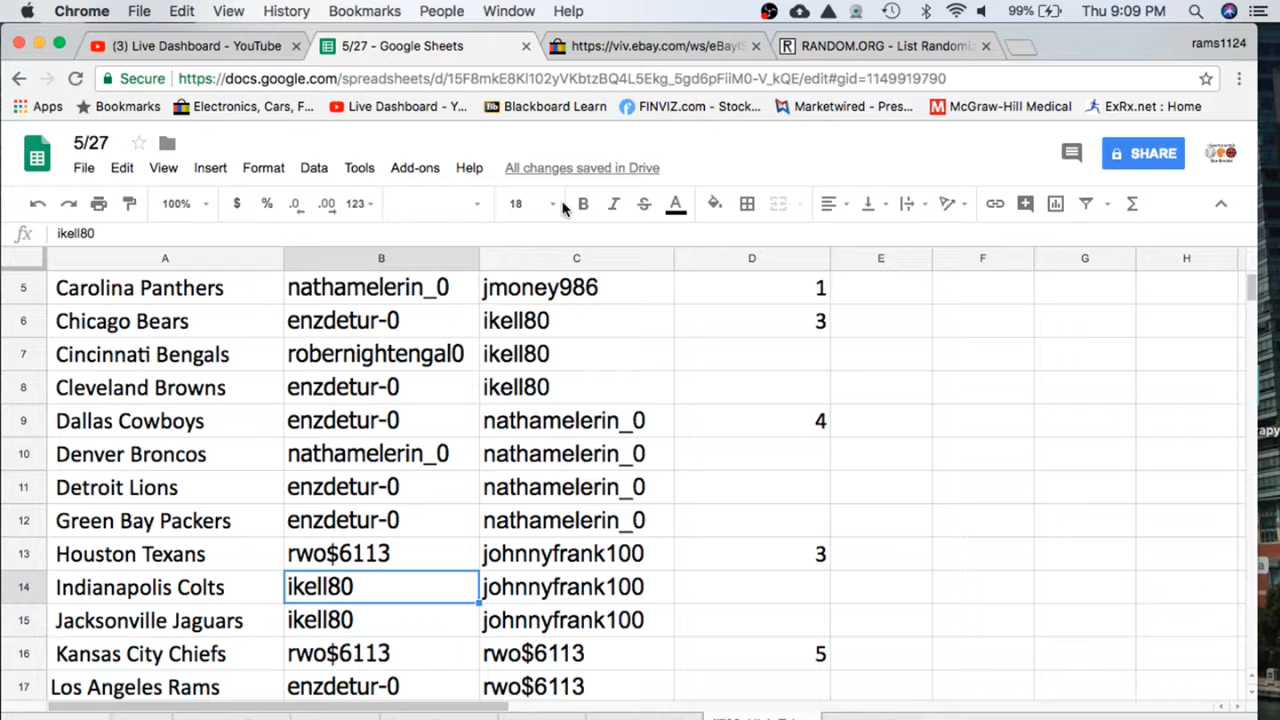 Chrome File Edit View History Bookmarks People Window Help 99% Thu 9:09 PM
(3) Live Dashboard - YouTube 5/27 - Google Sheets https://viv.ebay.com/ws/eBayI RANDOM.ORG - List Randomi rams1124
Secure https://docs.google.com/spreadsheets/d/15F8mkE8Kl102yVKbtzBQ4L5Ekg_5gd6pFiiM0-V_kQE/edit#gid=1149919790
Apps Bookmarks Electronics, Cars, F... Live Dashboard - Y... Bb Blackboard Learn FINVIZ.com - Stock... Marketwired - Pres... M McGraw-Hill Medical ExRx.net : Home
5/27
File Edit View Insert Format Data Tools Add-ons Help All changes saved in Drive SHARE
100% $ % .0 .00 123 18 B I S A Σ
fx ikell80
A B C D E F G H
5 Carolina Panthers nathamelerin_0 jmoney986 1
6 Chicago Bears enzdetur-0 ikell80 3
7 Cincinnati Bengals robernightengal0 ikell80
8 Cleveland Browns enzdetur-0 ikell80
9 Dallas Cowboys enzdetur-0 nathamelerin_0 4
10 Denver Broncos nathamelerin_0 nathamelerin_0
11 Detroit Lions enzdetur-0 nathamelerin_0
12 Green Bay Packers enzdetur-0 nathamelerin_0
13 Houston Texans rwo$6113 johnnyfrank100 3
14 Indianapolis Colts ikell80 johnnyfrank100
15 Jacksonville Jaguars ikell80 johnnyfrank100
16 Kansas City Chiefs rwo$6113 rwo$6113 5
17 Los Angeles Rams enzdetur-0 rwo$6113